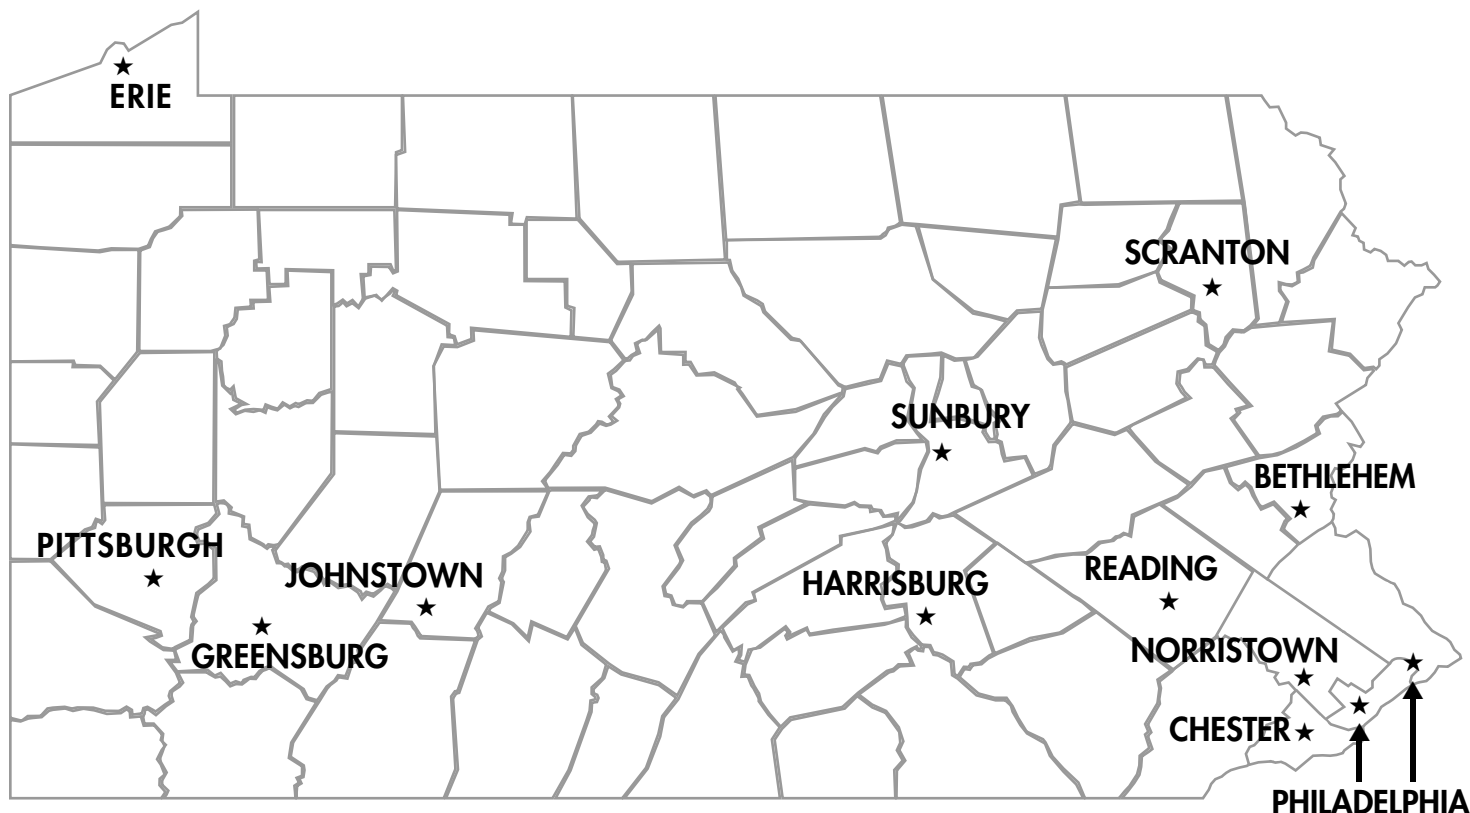 ERIE
SCRANTON
SUNBURY
BETHLEHEM
PITTSBURGH
JOHNSTOWN
HARRISBURG
READING
GREENSBURG
NORRISTOWN
CHESTER
PHILADELPHIA